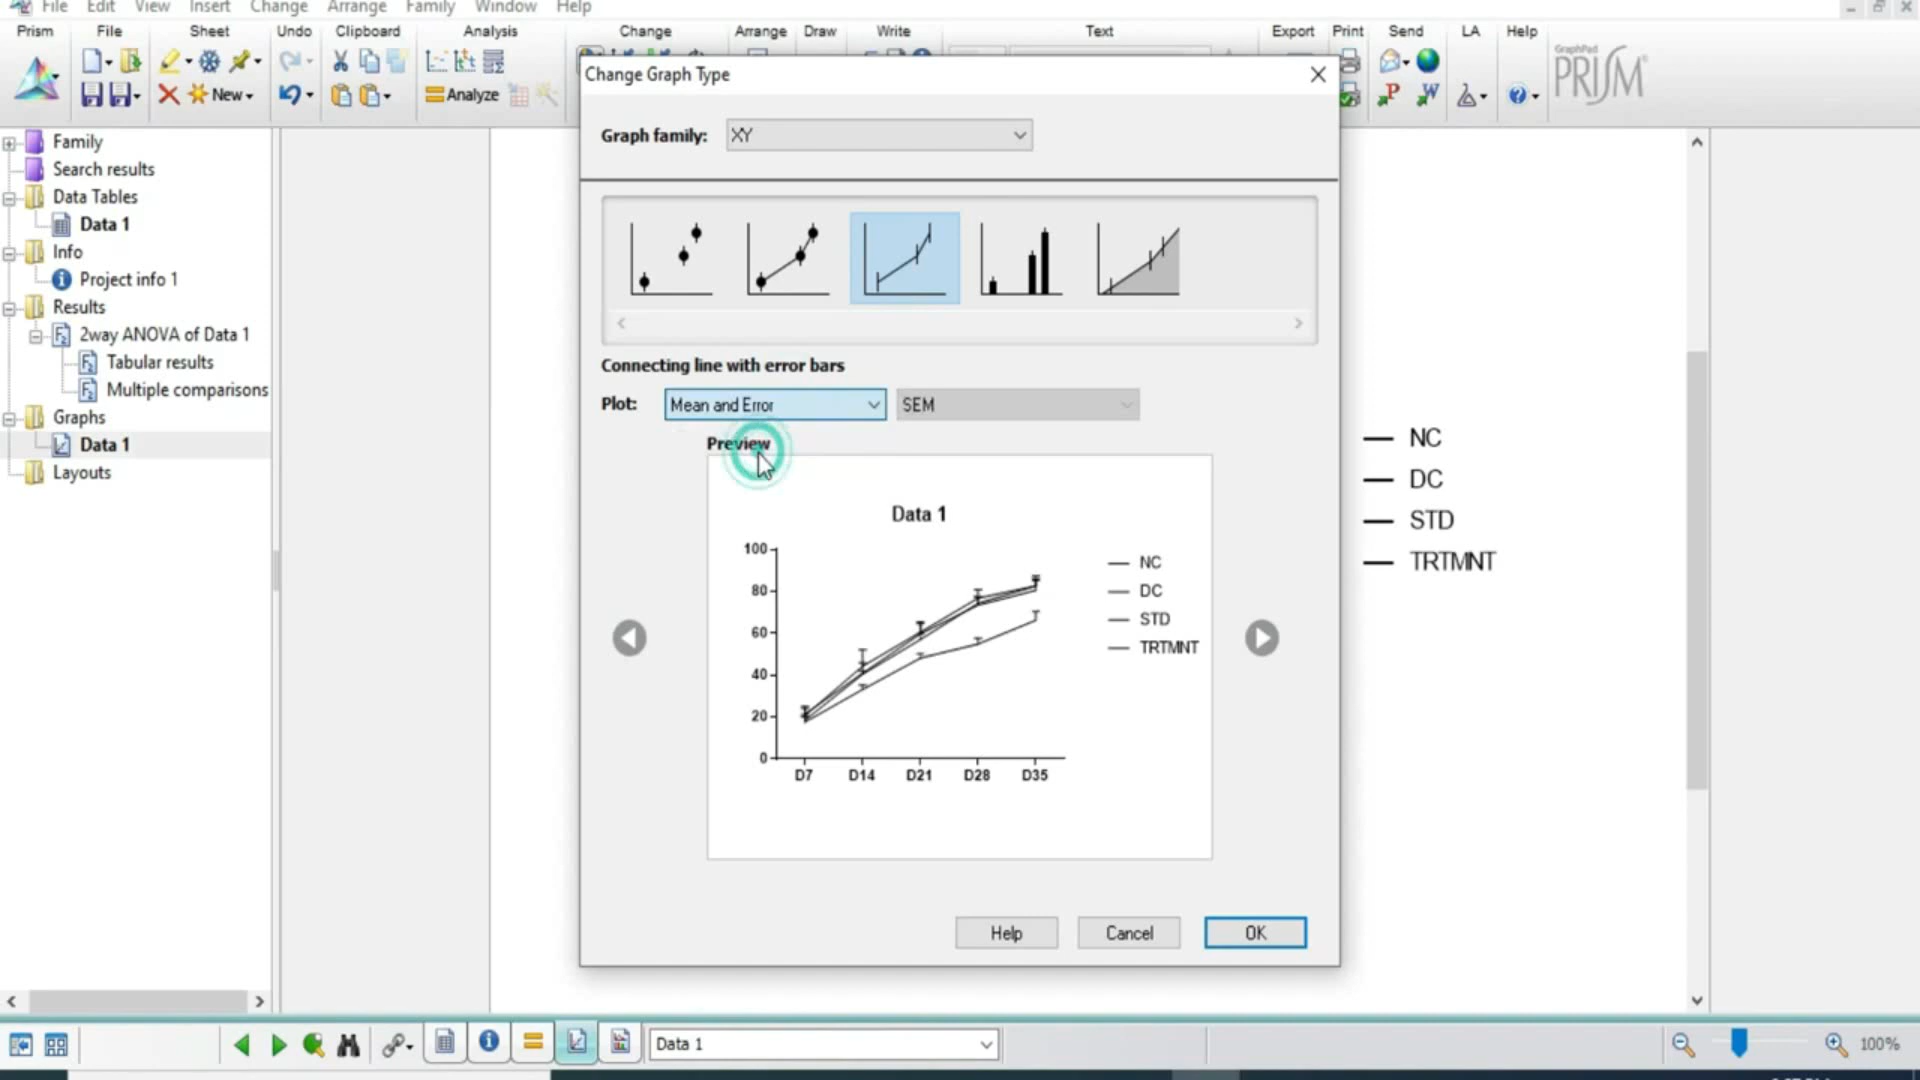 File Edit View Insert Change Arrange Family Window Help
Prism File Sheet Undo Clipboard Analysis Change Arrange Draw Write Text Export Print Send LA Help
New
Analyze
GraphPad
PRISM
Family
Search results
Data Tables
Data 1
Info
Project info 1
Results
2way ANOVA of Data 1
Tabular results
Multiple comparisons
Graphs
Data 1
Layouts
Change Graph Type
Graph family: XY
Connecting line with error bars
Plot: Mean and Error SEM
Preview
Data 1
100
80
60
40
20
0
D7 D14 D21 D28 D35
NC
DC
STD
TRTMNT
Help Cancel OK
NC
DC
STD
TRTMNT
Data 1
100%